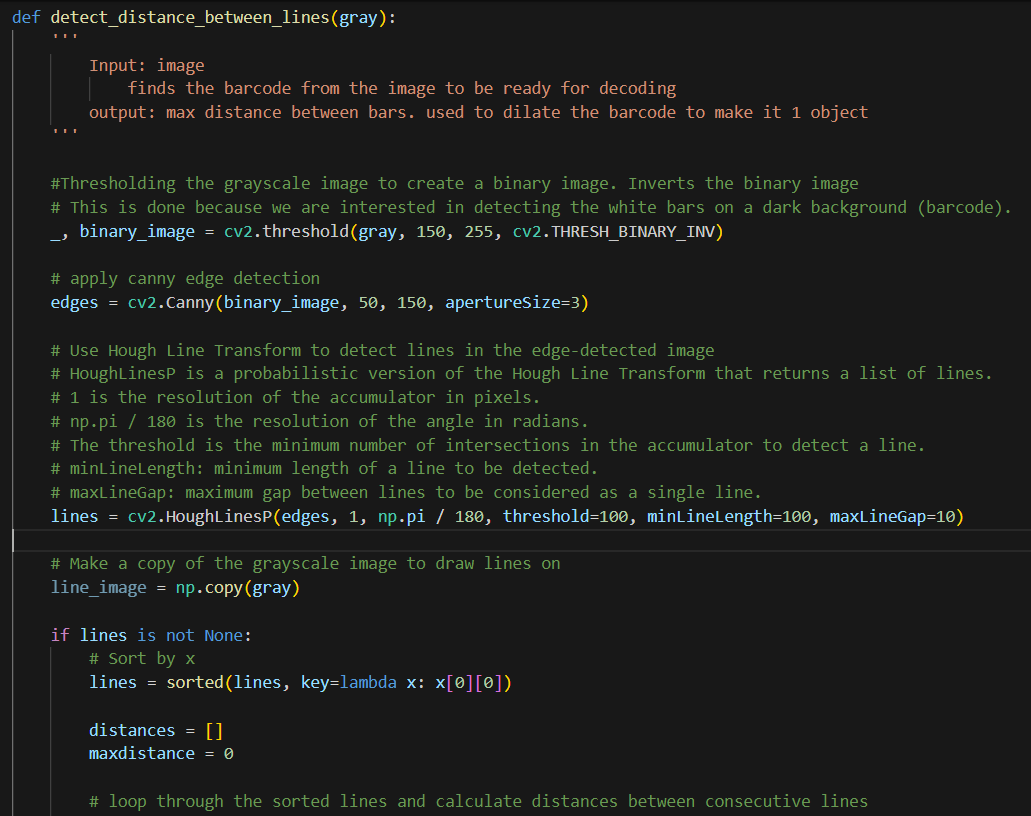 def detect_distance_between_lines(gray):
'''
Input: image
finds the barcode from the image to be ready for decoding
output: max distance between bars. used to dilate the barcode to make it 1 object
'''
#Thresholding the grayscale image to create a binary image. Inverts the binary image
# This is done because we are interested in detecting the white bars on a dark background (barcode).
_, binary_image = cv2.threshold(gray, 150, 255, cv2.THRESH_BINARY_INV)
# apply canny edge detection
edges = cv2.Canny(binary_image, 50, 150, apertureSize=3)
# Use Hough Line Transform to detect lines in the edge-detected image
# HoughLinesP is a probabilistic version of the Hough Line Transform that returns a list of lines.
# 1 is the resolution of the accumulator in pixels.
# np.pi / 180 is the resolution of the angle in radians.
# The threshold is the minimum number of intersections in the accumulator to detect a line.
# minLineLength: minimum length of a line to be detected.
# maxLineGap: maximum gap between lines to be considered as a single line.
lines = cv2.HoughLinesP(edges, 1, np.pi / 180, threshold=100, minLineLength=100, maxLineGap=10)
# Make a copy of the grayscale image to draw lines on
line_image = np.copy(gray)
if lines is not None:
# Sort by x
lines = sorted(lines, key=lambda x: x[0][0])
distances = []
maxdistance = 0
# loop through the sorted lines and calculate distances between consecutive lines